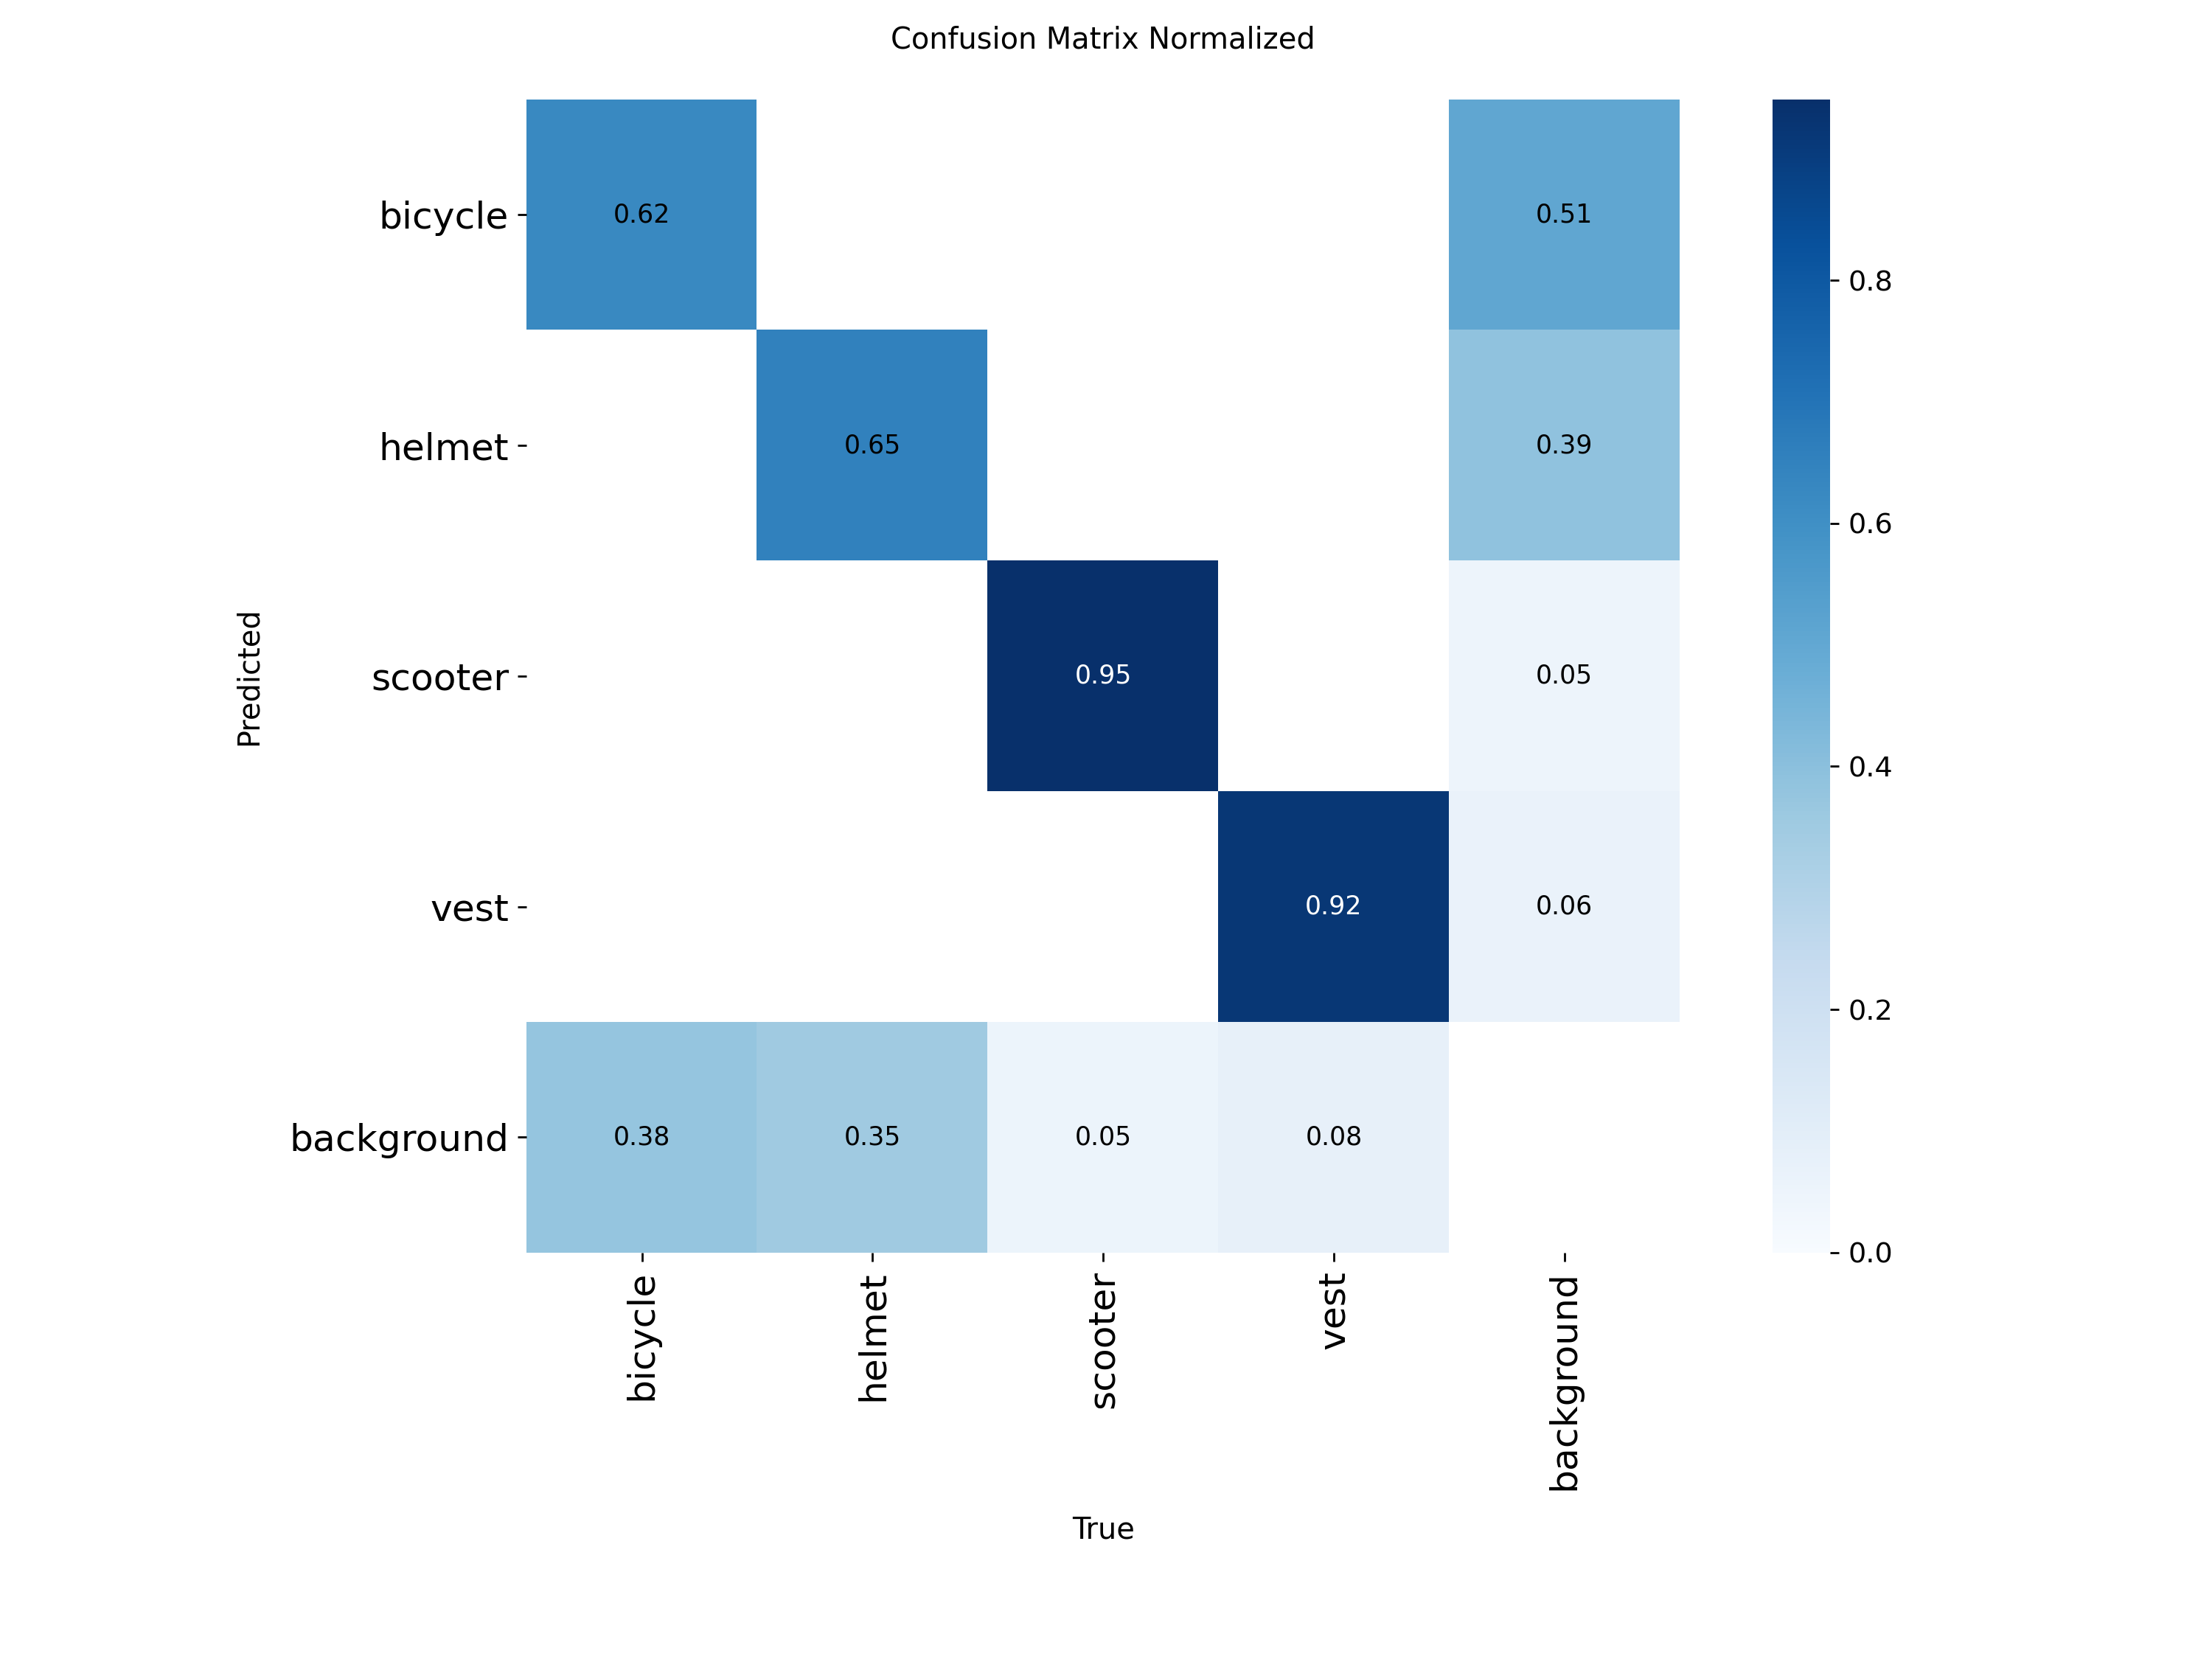 Confusion Matrix Normalized
bicycle
0.62
0.51
0.8
helmet
0.65
0.39
0.6
Predicted
scooter
0.95
0.05
0.4
vest
0.92
0.06
0.2
background
0.38
0.35
0.05
0.08
0.0
bicycle
helmet
scooter
vest
background
True